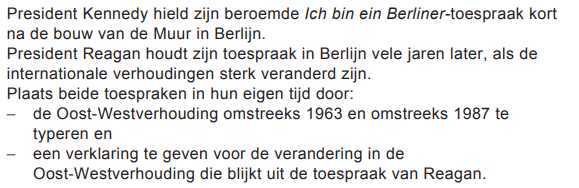 President Kennedy hield zijn beroemde Ich bin ein Berliner-toespraak kort
na de bouw van de Muur in Berlijn.
President Reagan houdt zijn toespraak in Berlijn vele jaren later, als de
internationale verhoudingen sterk veranderd zijn.
Plaats beide toespraken in hun eigen tijd door:
– de Oost-Westverhouding omstreeks 1963 en omstreeks 1987 te
typeren en
– een verklaring te geven voor de verandering in de
Oost-Westverhouding die blijkt uit de toespraak van Reagan.